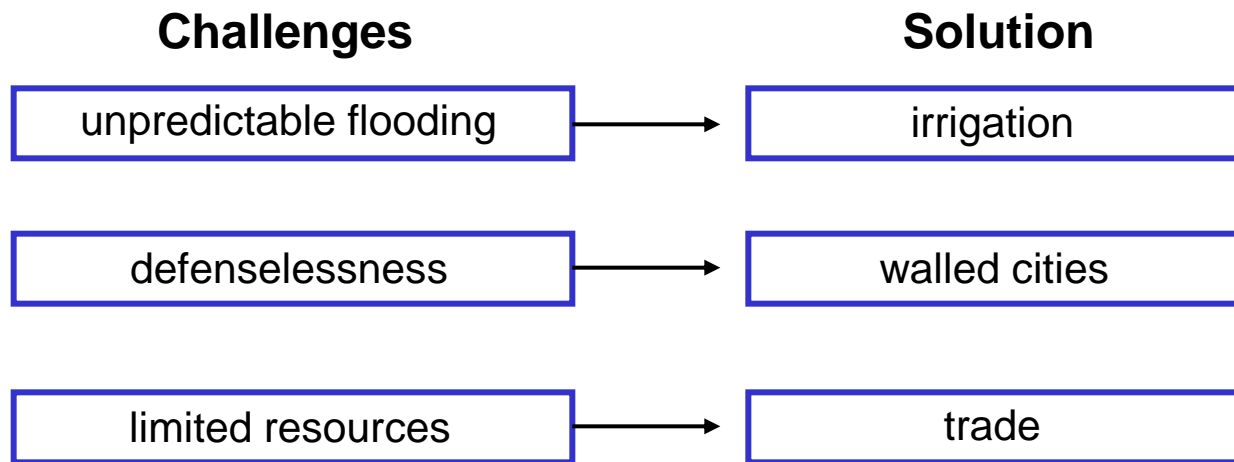 Challenges Solution
unpredictable flooding irrigation
defenselessness walled cities
limited resources trade